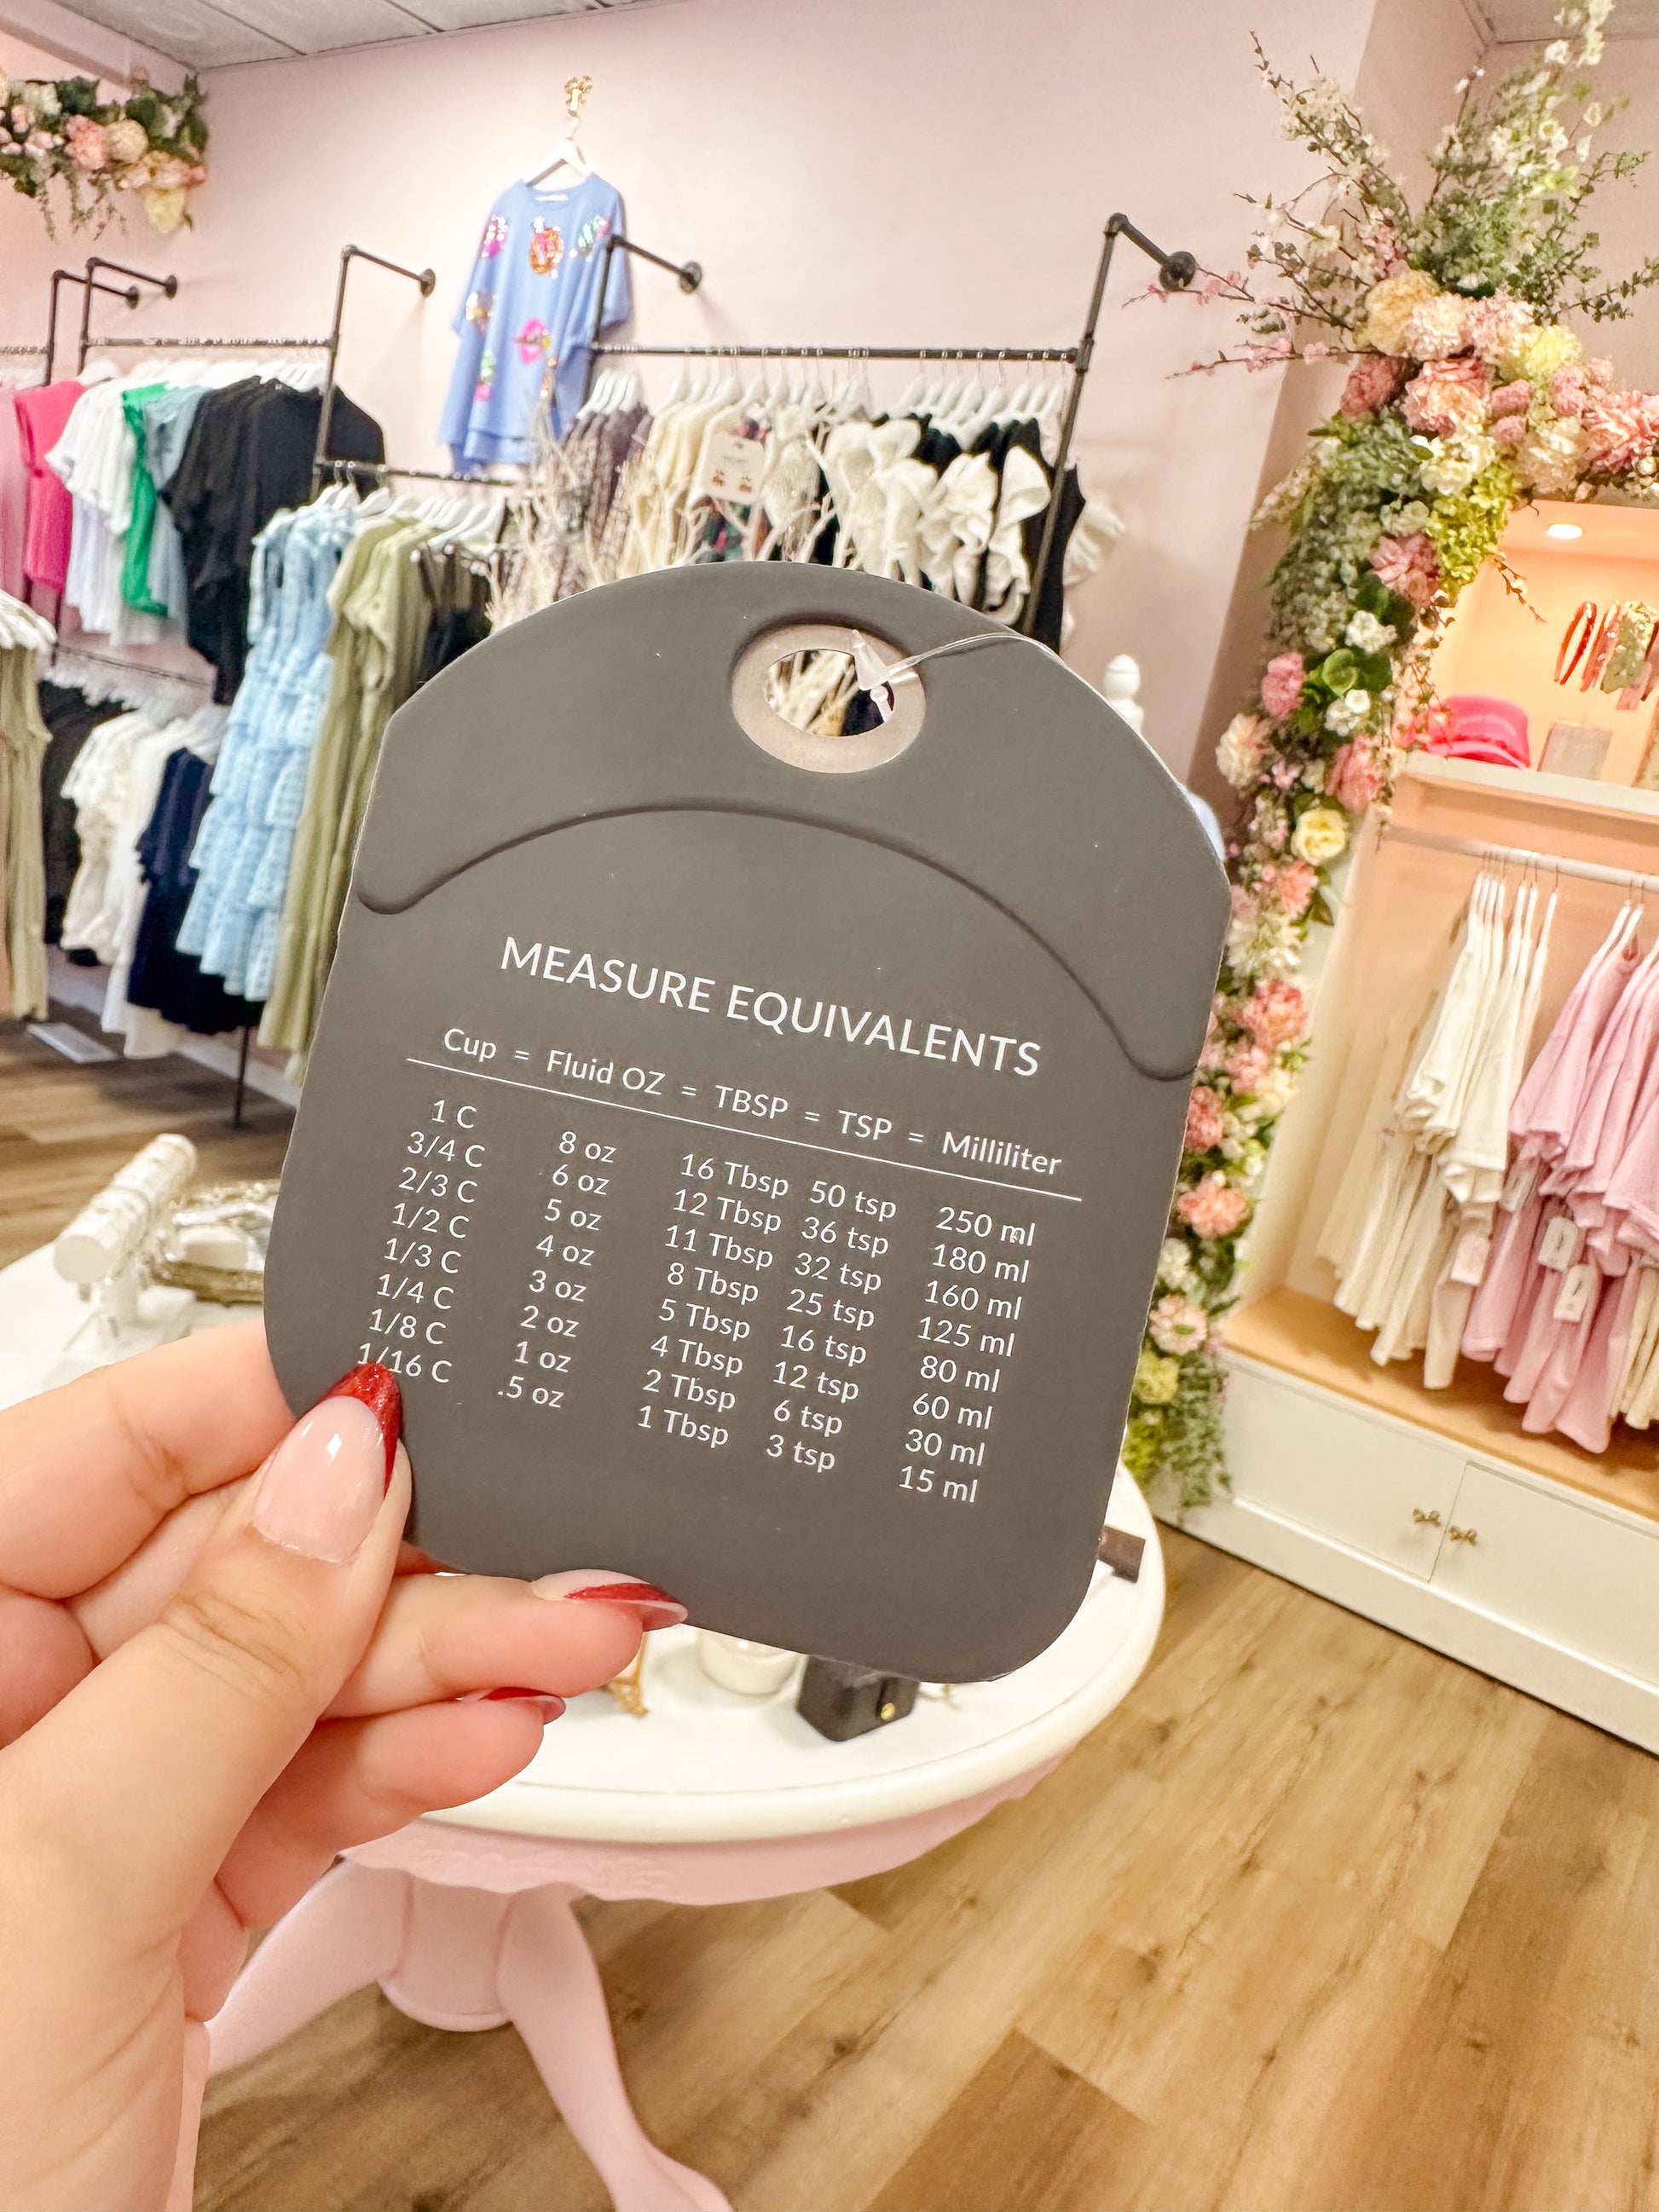 MEASURE EQUIVALENTS
Cup = Fluid OZ = TBSP = TSP = Milliliter
1 C 8 oz 16 Tbsp 50 tsp 250 ml
3/4 C 6 oz 12 Tbsp 36 tsp 180 ml
2/3 C 5 oz 11 Tbsp 32 tsp 160 ml
1/2 C 4 oz 8 Tbsp 25 tsp 125 ml
1/3 C 3 oz 5 Tbsp 16 tsp 80 ml
1/4 C 2 oz 4 Tbsp 12 tsp 60 ml
1/8 C 1 oz 2 Tbsp 6 tsp 30 ml
1/16 C .5 oz 1 Tbsp 3 tsp 15 ml